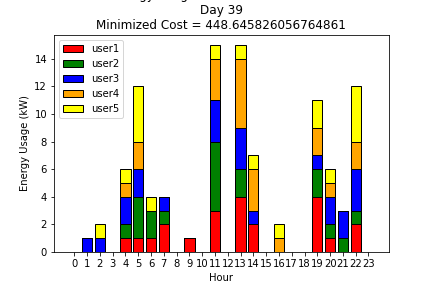 Day 39
Minimized Cost = 448.645826056764861
user1
user2
user3
user4
user5
Energy Usage (kW)
14
12
10
8
6
4
2
0
0 1 2 3 4 5 6 7 8 9 10 11 12 13 14 15 16 17 18 19 20 21 22 23
Hour